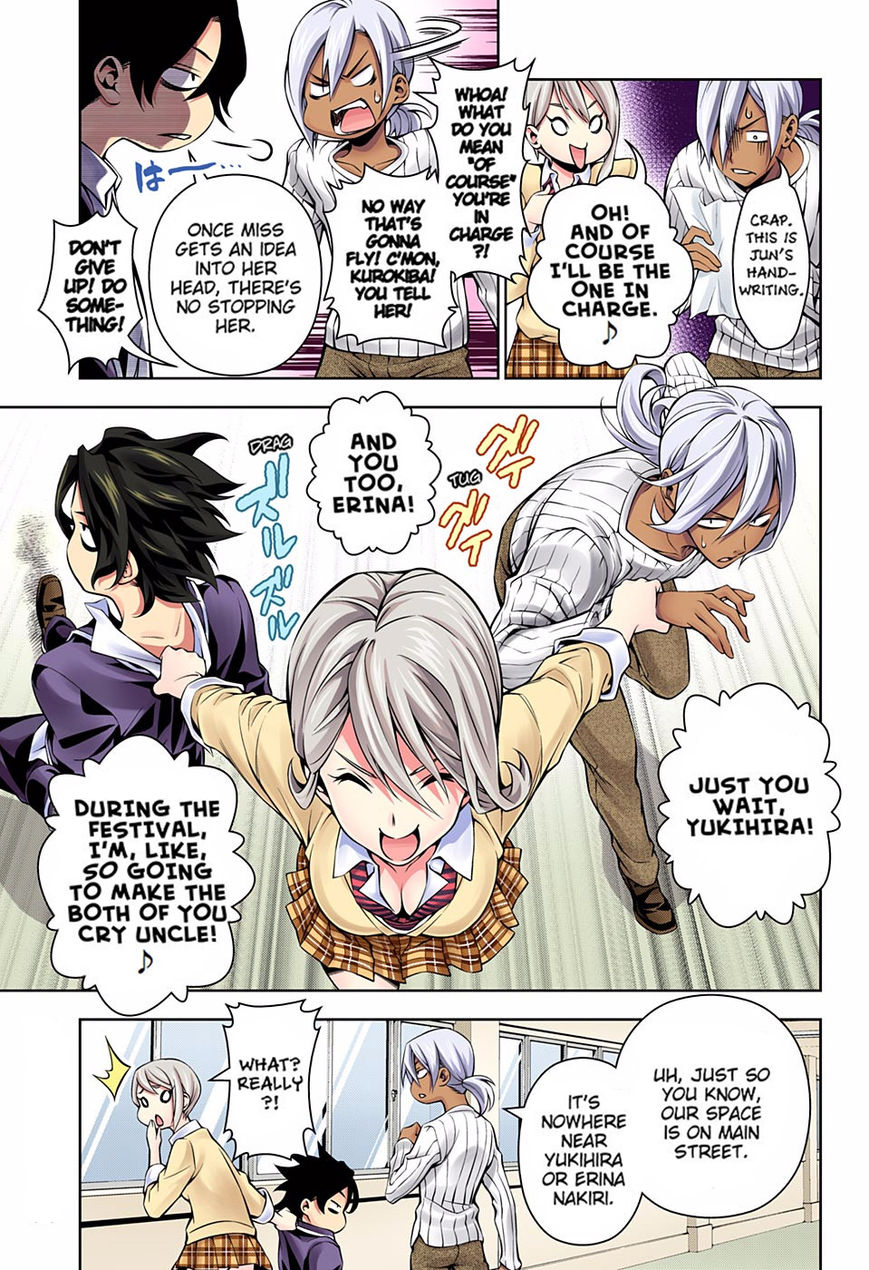 CRAP.
THIS IS
JUN'S
HAND-
WRITING.
OH!
AND OF
COURSE
I'LL BE THE
ONE IN
CHARGE.
♪
WHOA!
WHAT
DO YOU
MEAN
"OF
COURSE"
YOU'RE
IN
CHARGE
?!
NO WAY
THAT'S
GONNA
FLY! C'MON,
KUROKIBA!
YOU TELL
HER!
はー…
ONCE MISS
GETS AN IDEA
INTO HER
HEAD, THERE'S
NO STOPPING
HER.
DON'T
GIVE
UP! DO
SOME-
THING!
グイ
グイ
TUG
AND
YOU
TOO,
ERINA!
DRAG
ズル
ズル
JUST YOU
WAIT,
YUKIHIRA!
DURING THE
FESTIVAL,
I'M, LIKE,
SO GOING
TO MAKE THE
BOTH OF YOU
CRY UNCLE!
♪
UH, JUST SO
YOU KNOW,
OUR SPACE
IS ON MAIN
STREET.
IT'S
NOWHERE
NEAR
YUKIHIRA
OR ERINA
NAKIRI.
WHAT?
REALLY
?!